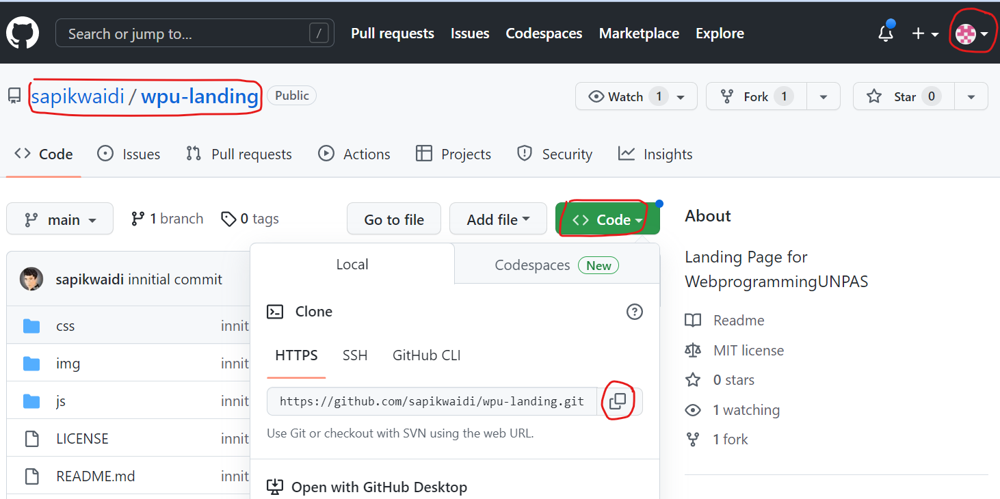 Search or jump to... / Pull requests Issues Codespaces Marketplace Explore
sapikwaidi / wpu-landing Public Watch 1 Fork 1 Star 0
Code Issues Pull requests Actions Projects Security Insights
main 1 branch 0 tags Go to file Add file Code
About
Local Codespaces New
Landing Page for
WebprogrammingUNPAS
sapikwaidi innitial commit
Clone
Readme
css innit
HTTPS SSH GitHub CLI
MIT license
img innit
0 stars
js innit
https://github.com/sapikwaidi/wpu-landing.git
1 watching
Use Git or checkout with SVN using the web URL.
LICENSE innit
1 fork
README.md innit
Open with GitHub Desktop